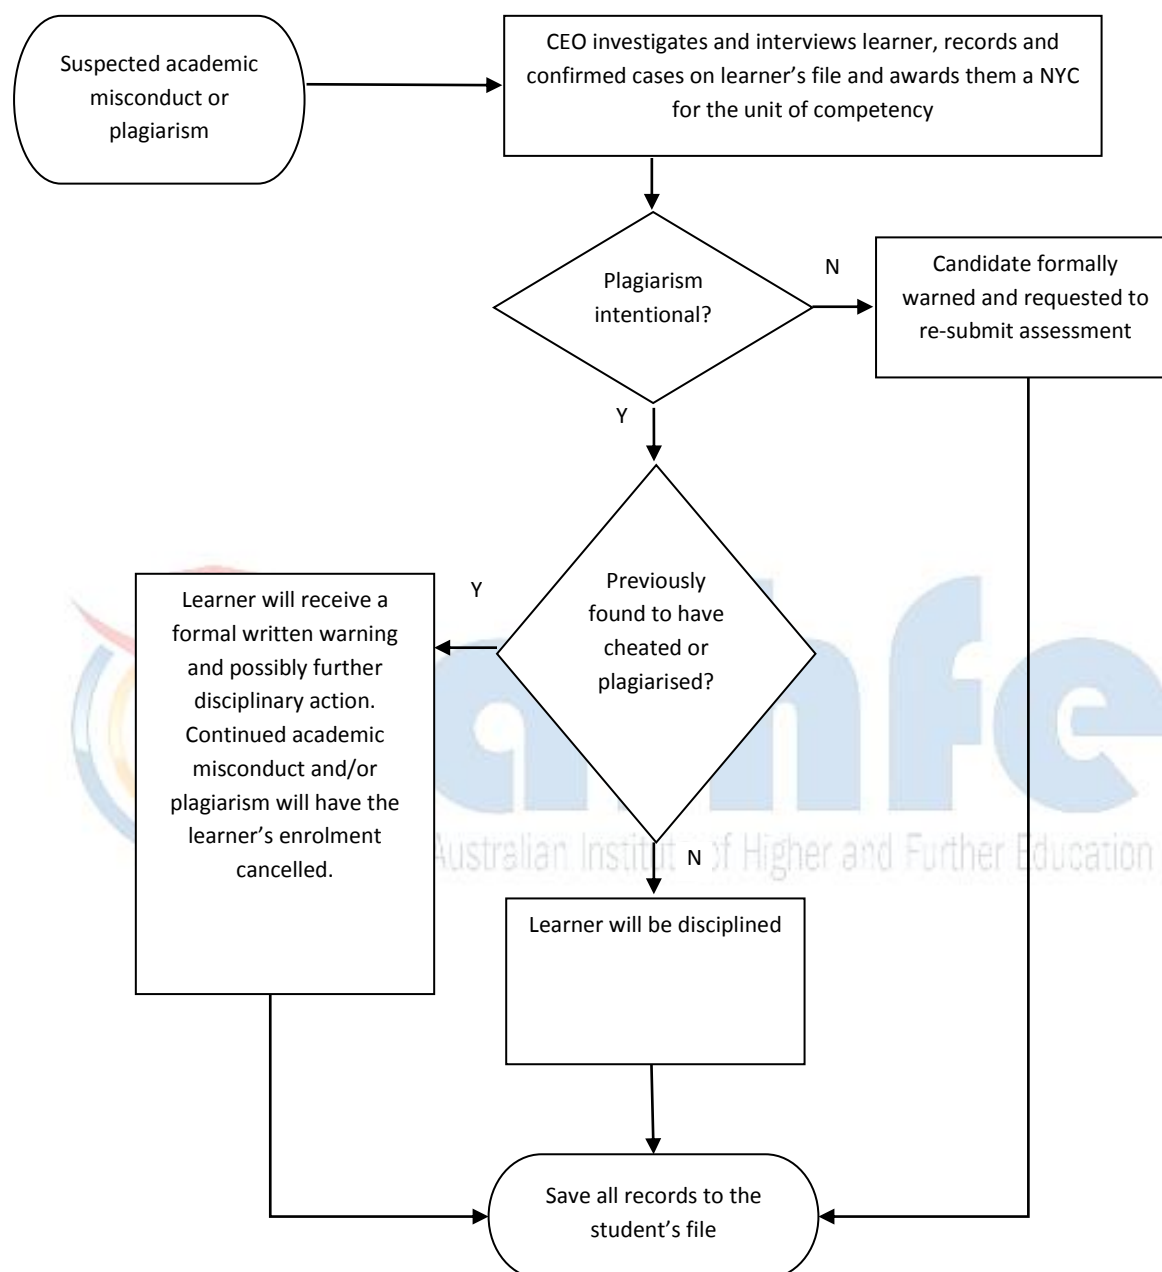 Suspected academic
misconduct or
plagiarism
CEO investigates and interviews learner, records and
confirmed cases on learner’s file and awards them a NYC
for the unit of competency
Plagiarism
intentional?
N
Candidate formally
warned and requested to
re-submit assessment
Y
Previously
found to have
cheated or
plagiarised?
Y
Learner will receive a
formal written warning
and possibly further
disciplinary action.
Continued academic
misconduct and/or
plagiarism will have the
learner’s enrolment
cancelled.
N
Australian Institut of Higher and Further Education
Learner will be disciplined
Save all records to the
student’s file